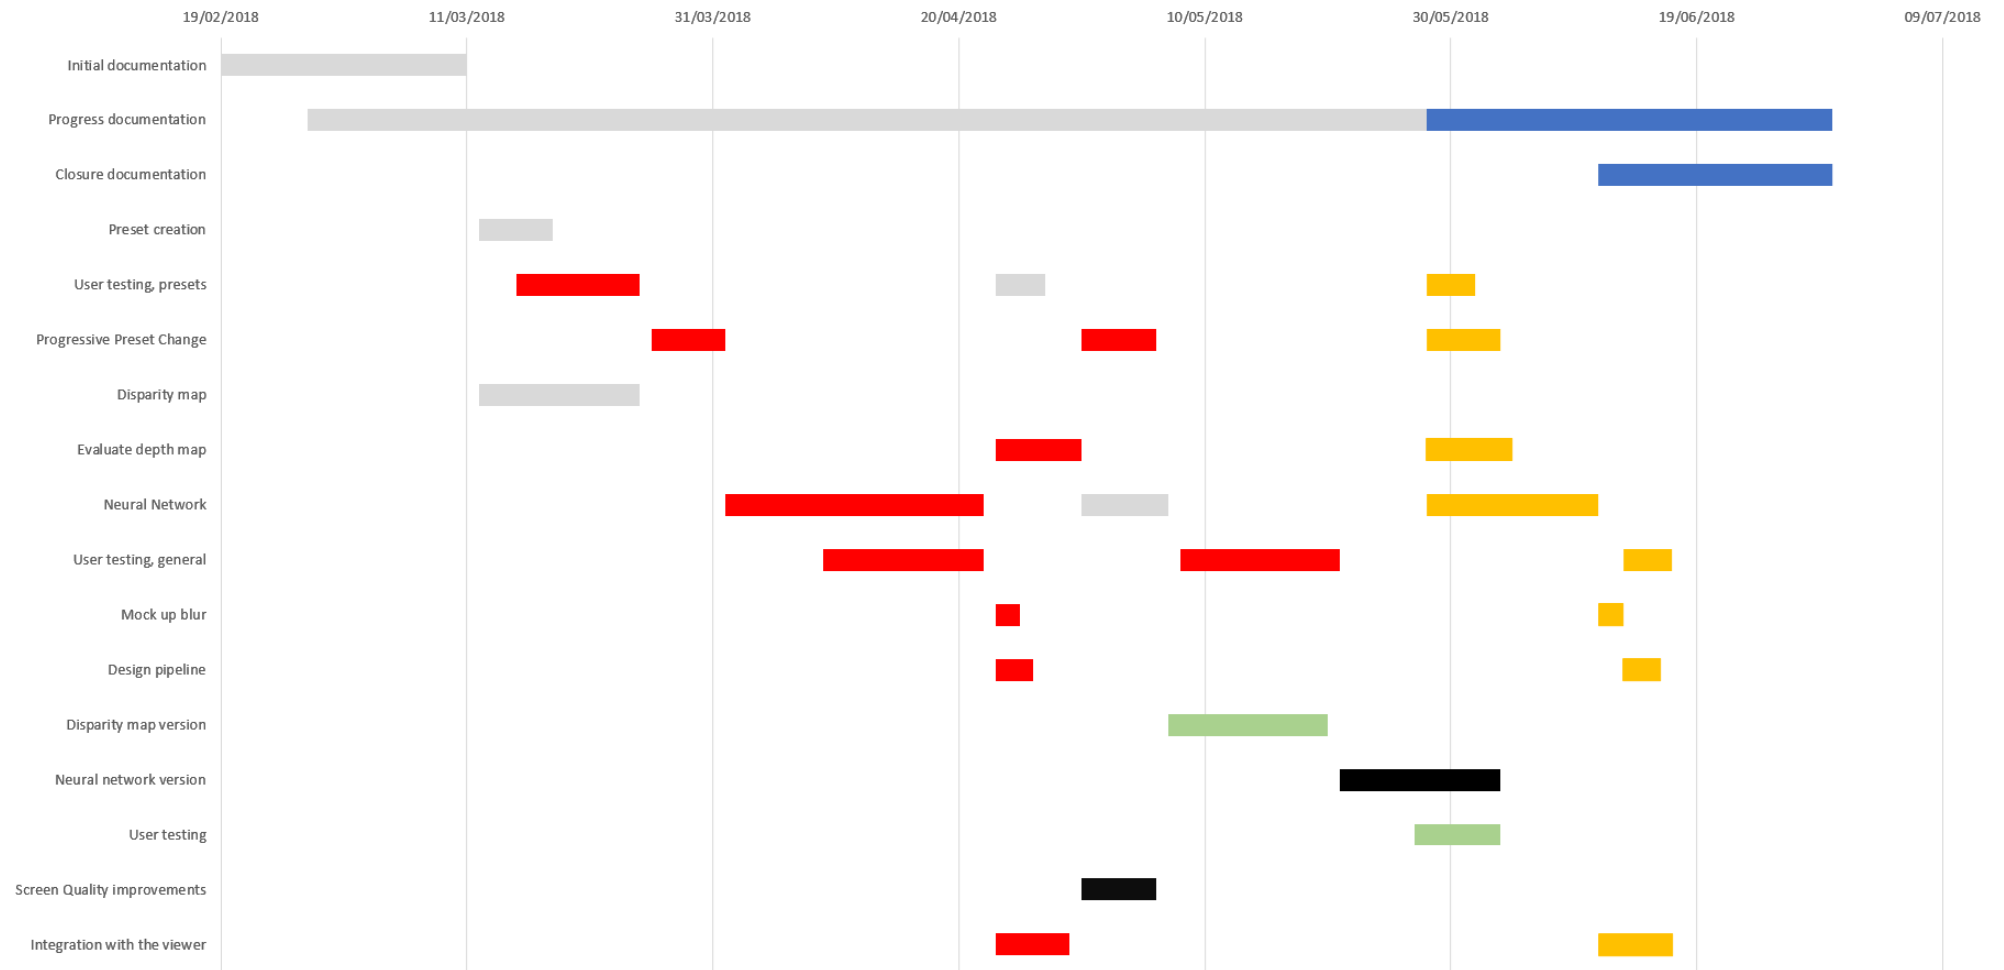 19/02/2018 11/03/2018 31/03/2018 20/04/2018 10/05/2018 30/05/2018 19/06/2018 09/07/2018
Initial documentation
Progress documentation
Closure documentation
Preset creation
User testing, presets
Progressive Preset Change
Disparity map
Evaluate depth map
Neural Network
User testing, general
Mock up blur
Design pipeline
Disparity map version
Neural network version
User testing
Screen Quality improvements
Integration with the viewer